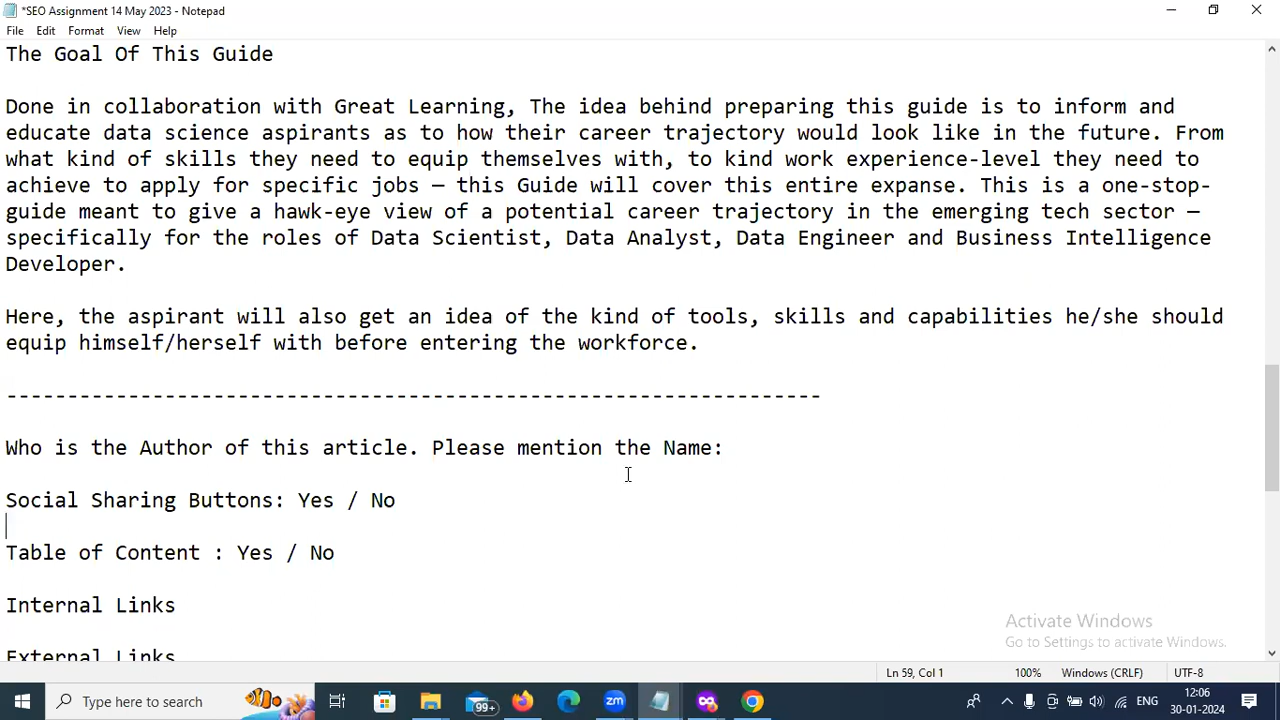 *SEO Assignment 14 May 2023 - Notepad
File Edit Format View Help
The Goal Of This Guide
Done in collaboration with Great Learning, The idea behind preparing this guide is to inform and
educate data science aspirants as to how their career trajectory would look like in the future. From
what kind of skills they need to equip themselves with, to kind work experience-level they need to
achieve to apply for specific jobs — this Guide will cover this entire expanse. This is a one-stop-
guide meant to give a hawk-eye view of a potential career trajectory in the emerging tech sector —
specifically for the roles of Data Scientist, Data Analyst, Data Engineer and Business Intelligence
Developer.
Here, the aspirant will also get an idea of the kind of tools, skills and capabilities he/she should
equip himself/herself with before entering the workforce.
-------------------------------------------------------------------
Who is the Author of this article. Please mention the Name:
Social Sharing Buttons: Yes / No
Table of Content : Yes / No
Internal Links
External Links
Activate Windows
Go to Settings to activate Windows.
Ln 59, Col 1 100% Windows (CRLF) UTF-8
Type here to search
99+
zm
ENG
12:06
30-01-2024